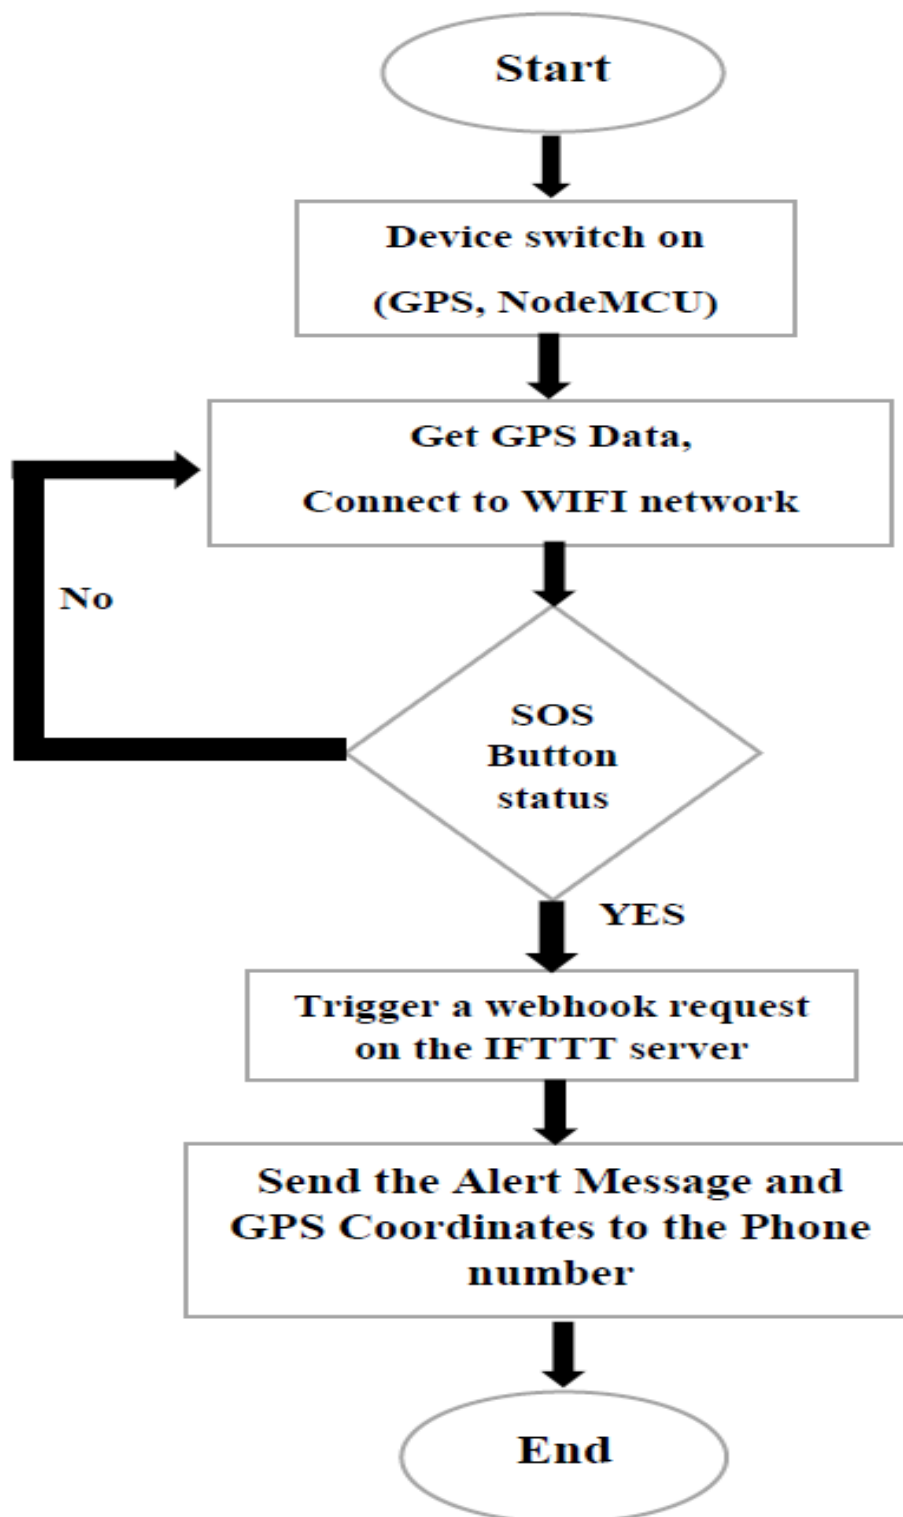 Start
Device switch on
(GPS, NodeMCU)
Get GPS Data,
Connect to WIFI network
No
SOS
Button
status
YES
Trigger a webhook request
on the IFTTT server
Send the Alert Message and
GPS Coordinates to the Phone
number
End